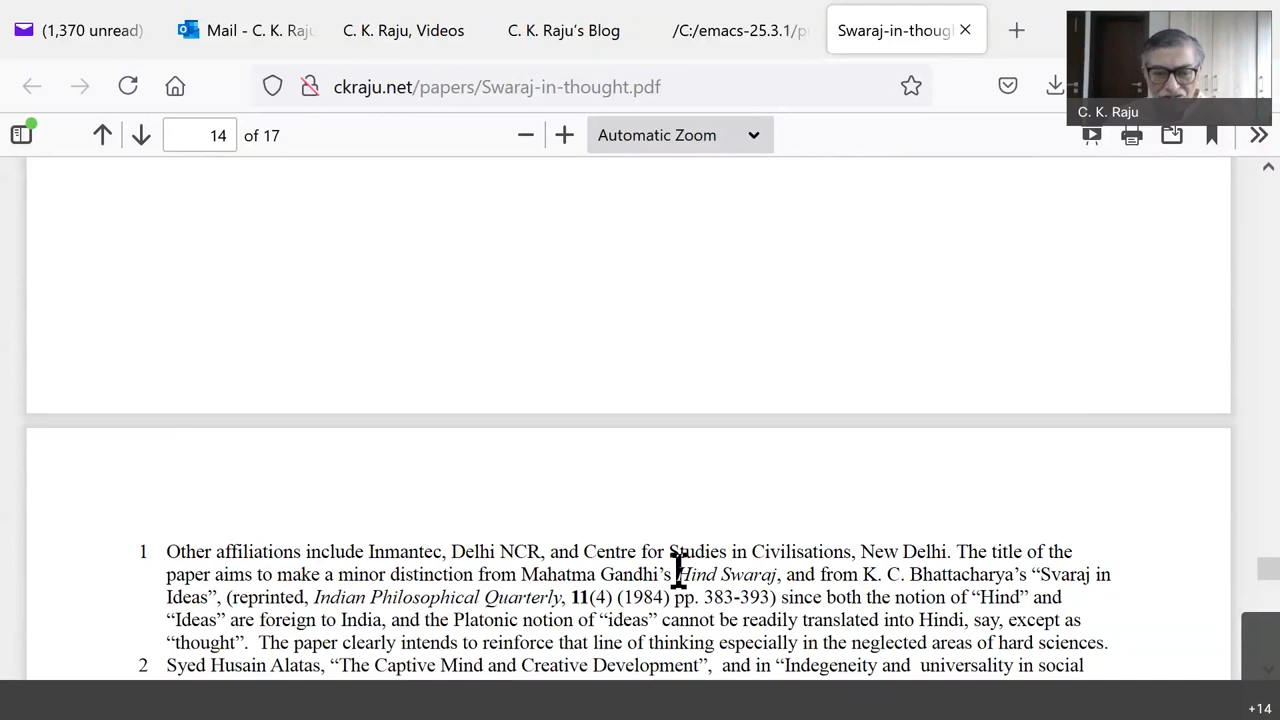 (1,370 unread)
Mail - C. K. Raju
C. K. Raju, Videos
C. K. Raju's Blog
/C:/emacs-25.3.1/p
Swaraj-in-though
ckraju.net/papers/Swaraj-in-thought.pdf
C. K. Raju
14 of 17
Automatic Zoom
1 Other affiliations include Inmantec, Delhi NCR, and Centre for Studies in Civilisations, New Delhi. The title of the
paper aims to make a minor distinction from Mahatma Gandhi's Hind Swaraj, and from K. C. Bhattacharya's “Svaraj in
Ideas”, (reprinted, Indian Philosophical Quarterly, 11(4) (1984) pp. 383-393) since both the notion of “Hind” and
“Ideas” are foreign to India, and the Platonic notion of “ideas” cannot be readily translated into Hindi, say, except as
“thought”. The paper clearly intends to reinforce that line of thinking especially in the neglected areas of hard sciences.
2 Syed Husain Alatas, “The Captive Mind and Creative Development”, and in “Indegeneity and universality in social
+14